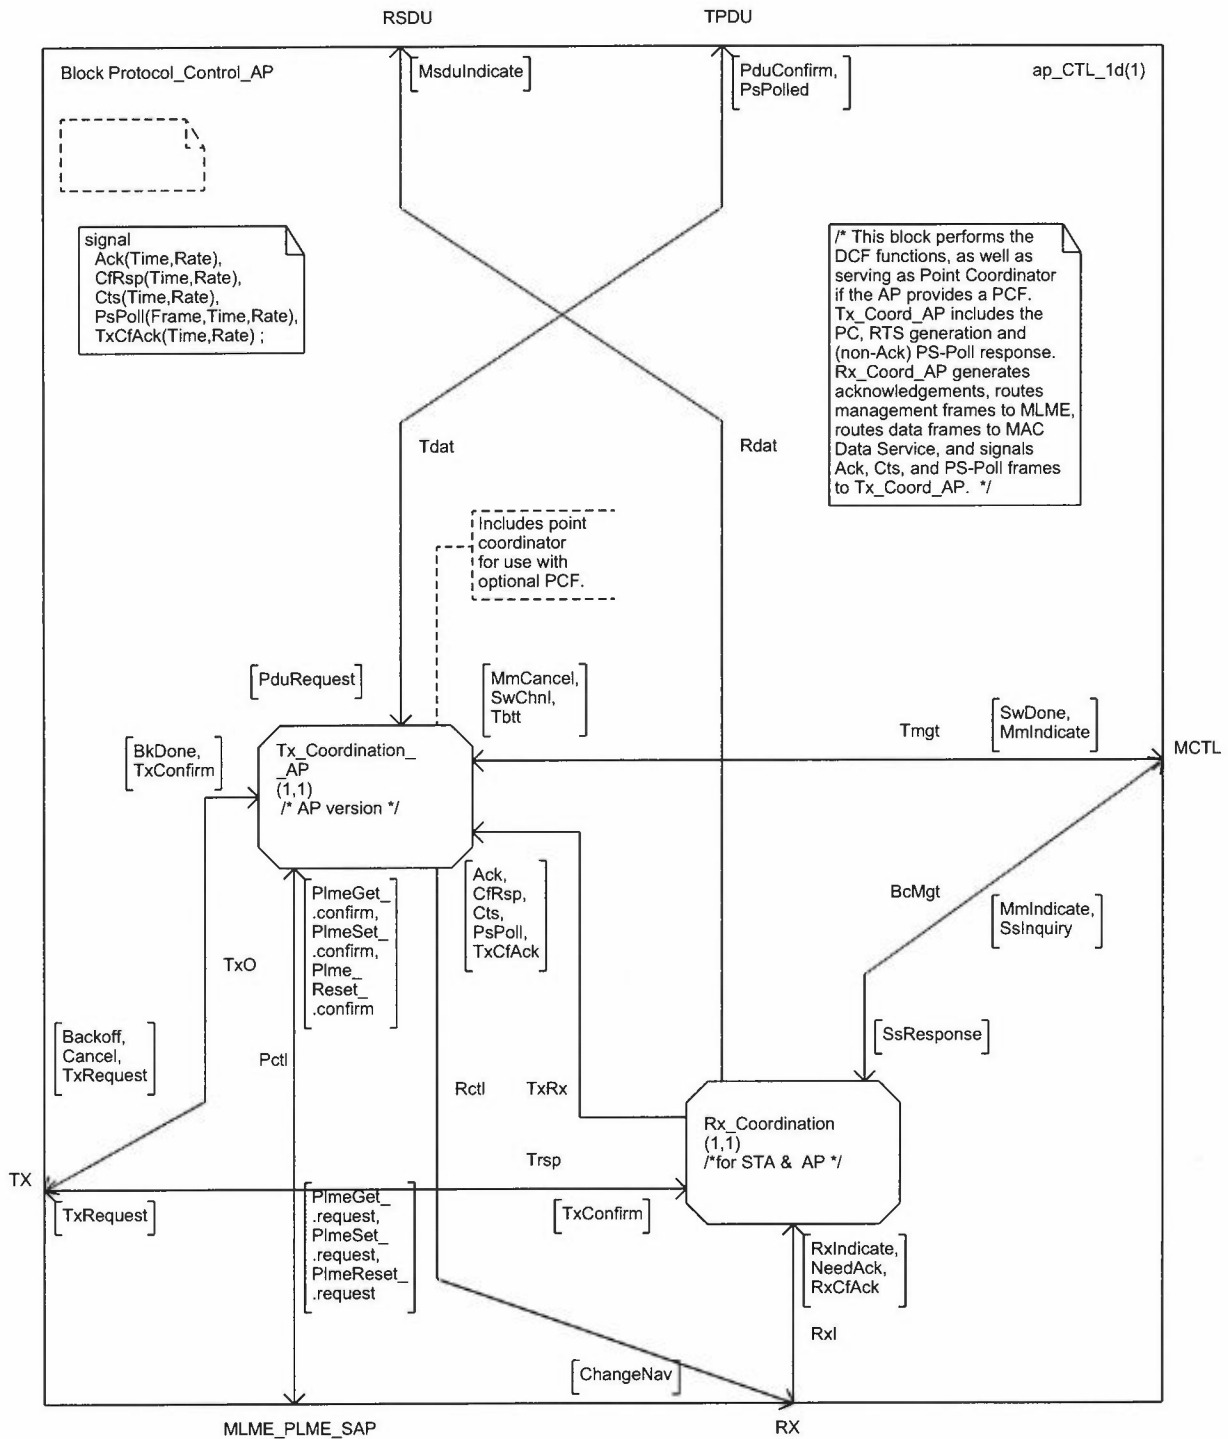 RSDU
TPDU
Block Protocol_Control_AP
MsduIndicate
PduConfirm,
PsPolled
ap_CTL_1d(1)
signal
Ack(Time,Rate),
CfRsp(Time,Rate),
Cts(Time,Rate),
PsPoll(Frame,Time,Rate),
TxCfAck(Time,Rate) ;
/* This block performs the
DCF functions, as well as
serving as Point Coordinator
if the AP provides a PCF.
Tx_Coord_AP includes the
PC, RTS generation and
(non-Ack) PS-Poll response.
Rx_Coord_AP generates
acknowledgements, routes
management frames to MLME,
routes data frames to MAC
Data Service, and signals
Ack, Cts, and PS-Poll frames
to Tx_Coord_AP. */
Tdat
Rdat
Includes point
coordinator
for use with
optional PCF.
PduRequest
MmCancel,
SwChnl,
Tbtt
Tmgt
SwDone,
MmIndicate
MCTL
BkDone,
TxConfirm
Tx_Coordination_
_AP
(1,1)
/* AP version */
PlmeGet_
.confirm,
PlmeSet_
.confirm,
Plme_
Reset_
.confirm
Ack,
CfRsp,
Cts,
PsPoll,
TxCfAck
BcMgt
MmIndicate,
SsInquiry
TxO
Backoff,
Cancel,
TxRequest
Pctl
Rctl
TxRx
SsResponse
Rx_Coordination
(1,1)
/*for STA & AP */
Trsp
TX
TxRequest
PlmeGet_
.request,
PlmeSet_
.request,
PlmeReset_
.request
TxConfirm
RxIndicate,
NeedAck,
RxCfAck
RxI
ChangeNav
MLME_PLME_SAP
RX